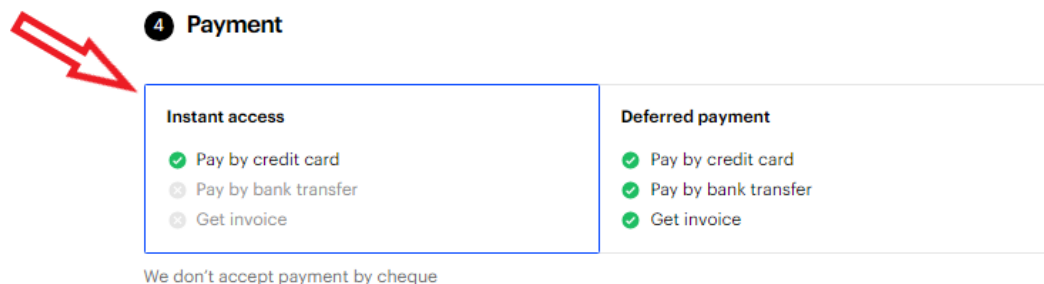 4 Payment
Instant access
Pay by credit card
Pay by bank transfer
Get invoice
Deferred payment
Pay by credit card
Pay by bank transfer
Get invoice
We don't accept payment by cheque